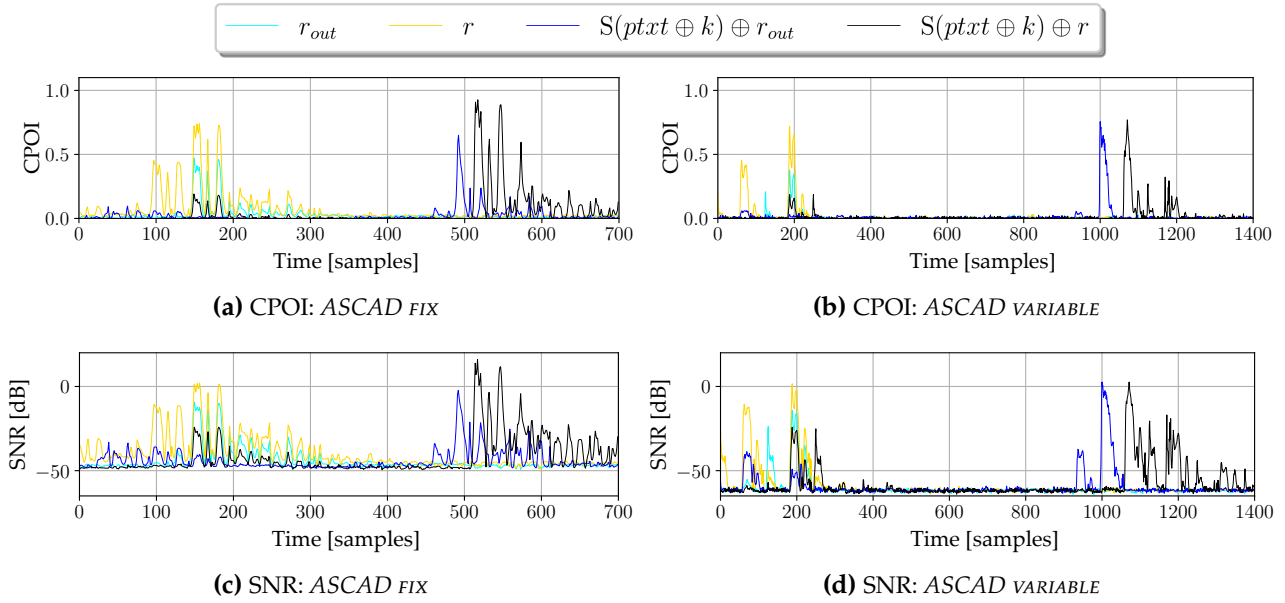 r_out r S(ptxt ⊕ k) ⊕ r_out S(ptxt ⊕ k) ⊕ r
1.0
0.5
0.0
CPOI
0 100 200 300 400 500 600 700
Time [samples]
(a) CPOI: ASCAD FIX
1.0
0.5
0.0
CPOI
0 200 400 600 800 1000 1200 1400
Time [samples]
(b) CPOI: ASCAD VARIABLE
0
−50
SNR [dB]
0 100 200 300 400 500 600 700
Time [samples]
(c) SNR: ASCAD FIX
0
−50
SNR [dB]
0 200 400 600 800 1000 1200 1400
Time [samples]
(d) SNR: ASCAD VARIABLE